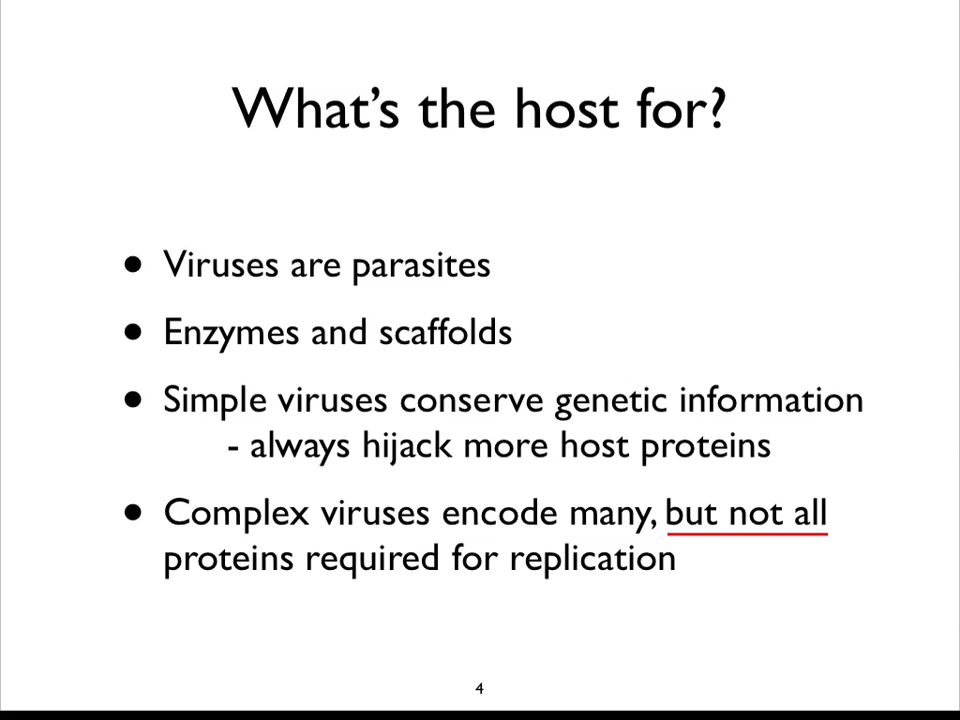 What's the host for?
• Viruses are parasites
• Enzymes and scaffolds
• Simple viruses conserve genetic information
- always hijack more host proteins
• Complex viruses encode many, but not all
proteins required for replication
4